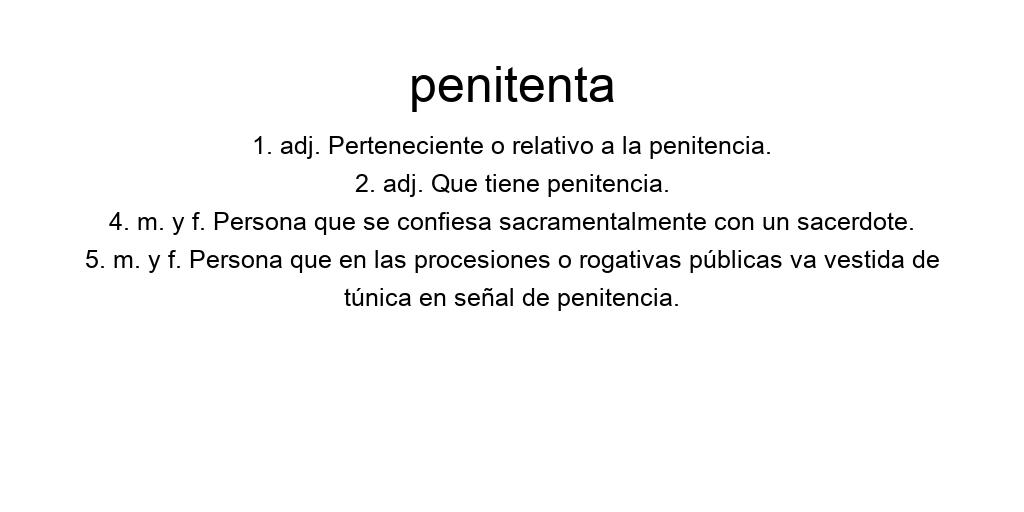 penitenta
1. adj. Perteneciente o relativo a la penitencia.
2. adj. Que tiene penitencia.
4. m. y f. Persona que se confiesa sacramentalmente con un sacerdote.
5. m. y f. Persona que en las procesiones o rogativas públicas va vestida de
túnica en señal de penitencia.